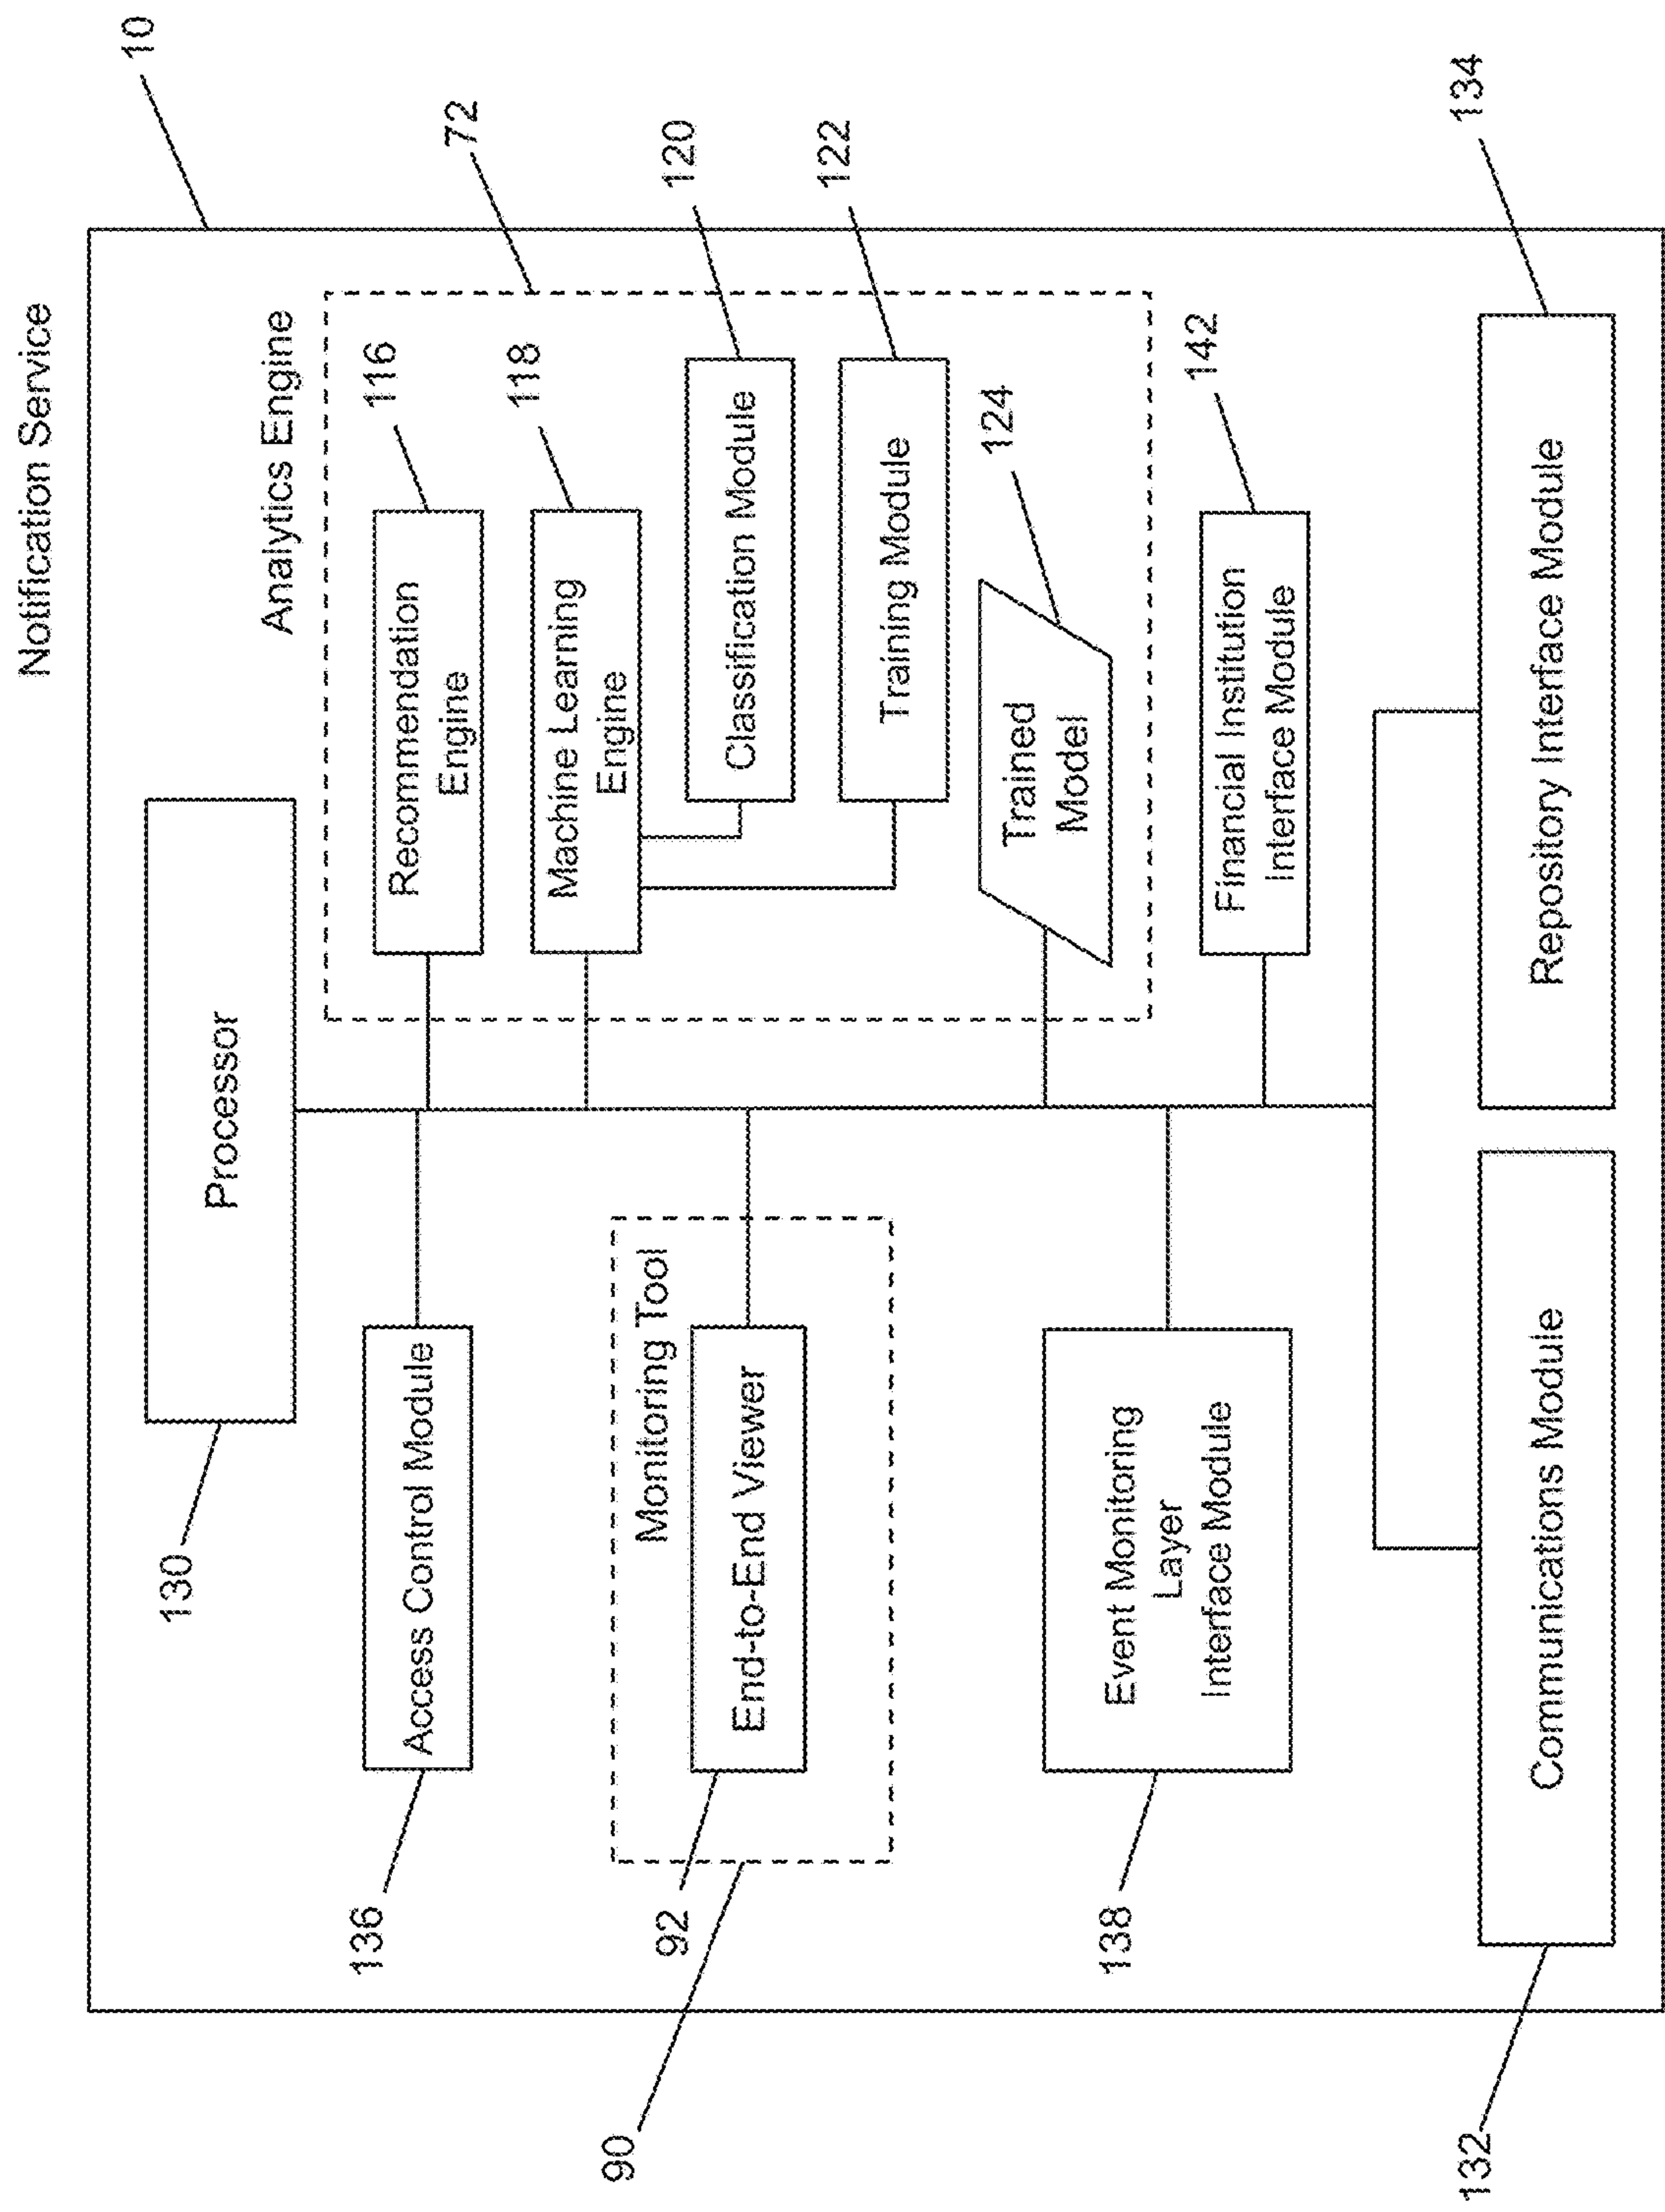 Notification Service
10
Processor
130
Analytics Engine
72
Recommendation
Engine
116
Machine Learning
Engine
118
Classification Module
120
Training Module
122
Trained
Model
124
Access Control Module
136
Monitoring Tool
End-to-End Viewer
92
90
Event Monitoring
Layer
Interface Module
138
Financial Institution
Interface Module
142
Communications Module
132
Repository Interface Module
134